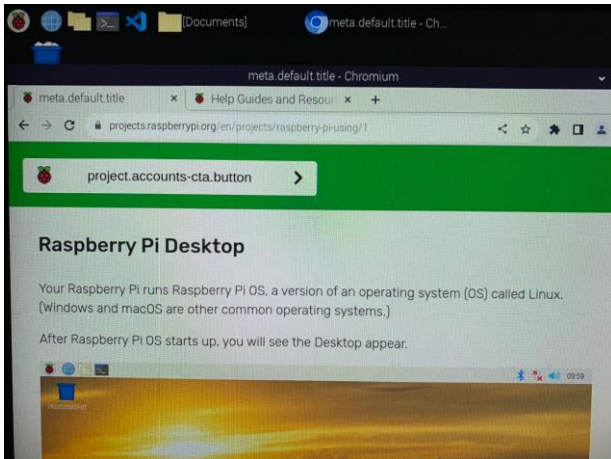 [Documents]
meta.default.title - Ch...
meta.default.title - Chromium
meta.default.title
Help Guides and Resour
projects.raspberrypi.org/en/projects/raspberry-pi-using/1
project.accounts-cta.button
Raspberry Pi Desktop
Your Raspberry Pi runs Raspberry Pi OS, a version of an operating system (OS) called Linux.
(Windows and macOS are other common operating systems.)
After Raspberry Pi OS starts up, you will see the Desktop appear.
09:59
Wastebasket